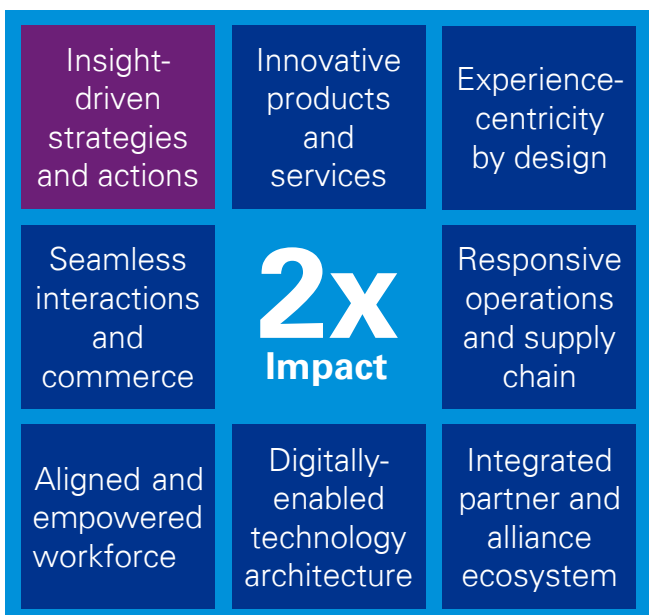 Insight-
driven
strategies
and actions
Innovative
products
and
services
Experience-
centricity
by design
Seamless
interactions
and
commerce
2x
Impact
Responsive
operations
and supply
chain
Aligned and
empowered
workforce
Digitally-
enabled
technology
architecture
Integrated
partner and
alliance
ecosystem